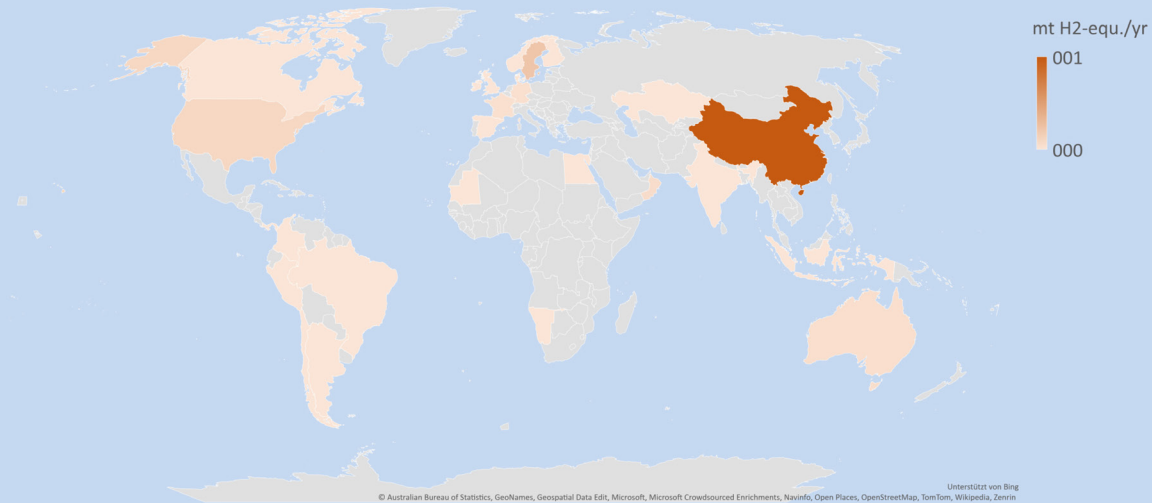 mt H2-equ./yr
001
000
Unterstützt von Bing
© Australian Bureau of Statistics, GeoNames, Geospatial Data Edit, Microsoft, Microsoft Crowdsourced Enrichments, Navinfo, Open Places, OpenStreetMap, TomTom, Wikipedia, Zenrin